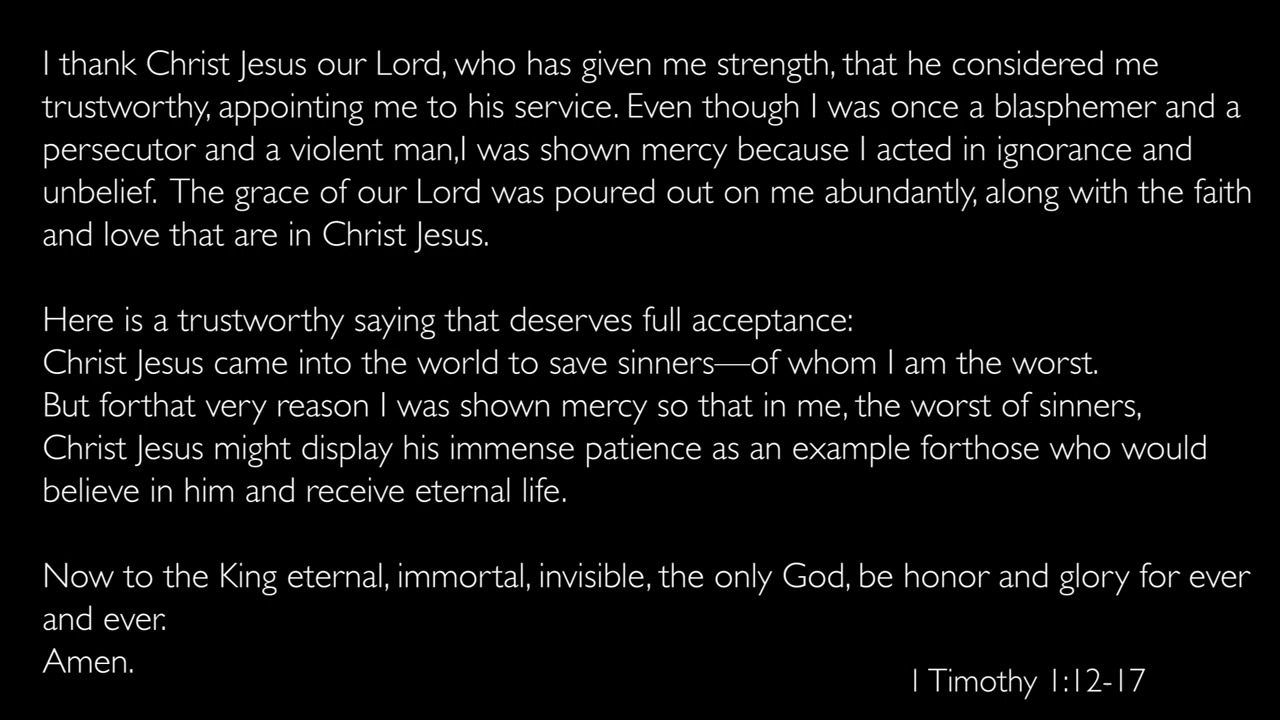 I thank Christ Jesus our Lord, who has given me strength, that he considered me
trustworthy, appointing me to his service. Even though I was once a blasphemer and a
persecutor and a violent man,I was shown mercy because I acted in ignorance and
unbelief. The grace of our Lord was poured out on me abundantly, along with the faith
and love that are in Christ Jesus.
Here is a trustworthy saying that deserves full acceptance:
Christ Jesus came into the world to save sinners—of whom I am the worst.
But forthat very reason I was shown mercy so that in me, the worst of sinners,
Christ Jesus might display his immense patience as an example forthose who would
believe in him and receive eternal life.
Now to the King eternal, immortal, invisible, the only God, be honor and glory for ever
and ever.
Amen.
1 Timothy 1:12-17